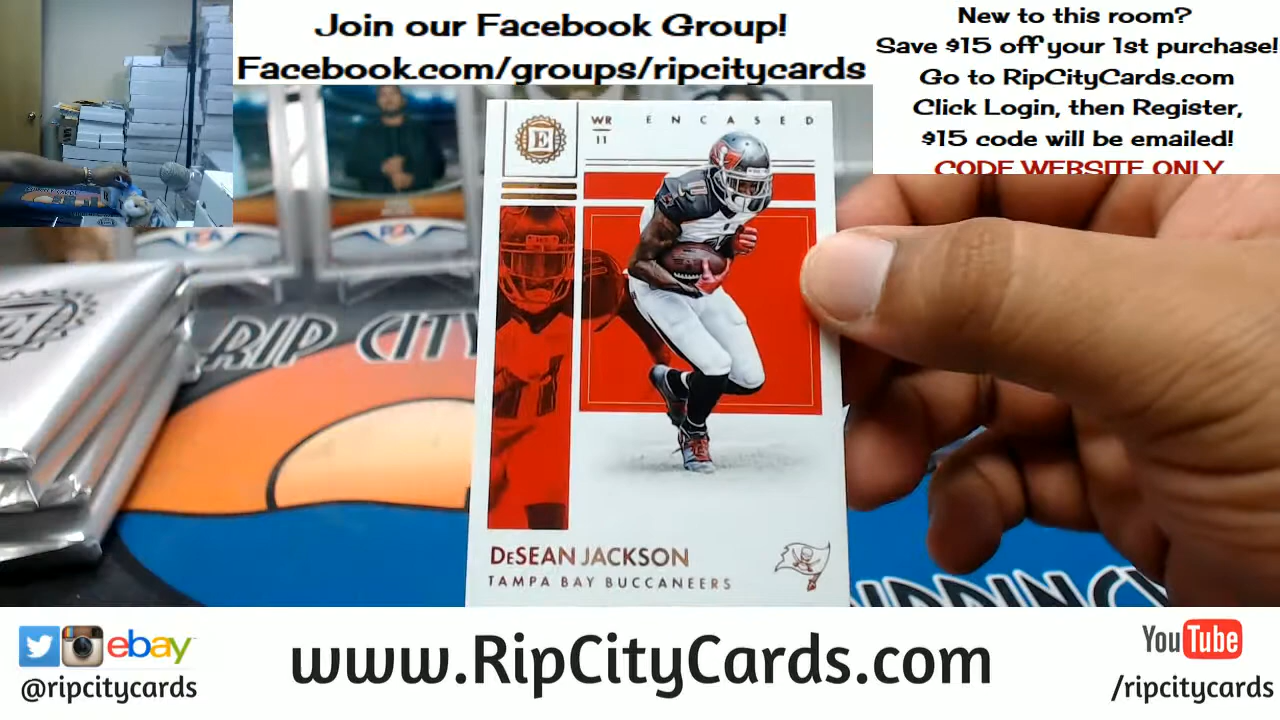 Join our Facebook Group!
Facebook.com/groups/ripcitycards
New to this room?
Save $15 off your 1st purchase!
Go to RipCityCards.com
Click Login, then Register,
$15 code will be emailed!
CODE WEBSITE ONLY
E
WR
11
ENCASED
PSA
PSA
RIP CITY
DeSEAN JACKSON
TAMPA BAY BUCCANEERS
ebay
@ripcitycards
www.RipCityCards.com
YouTube
/ripcitycards